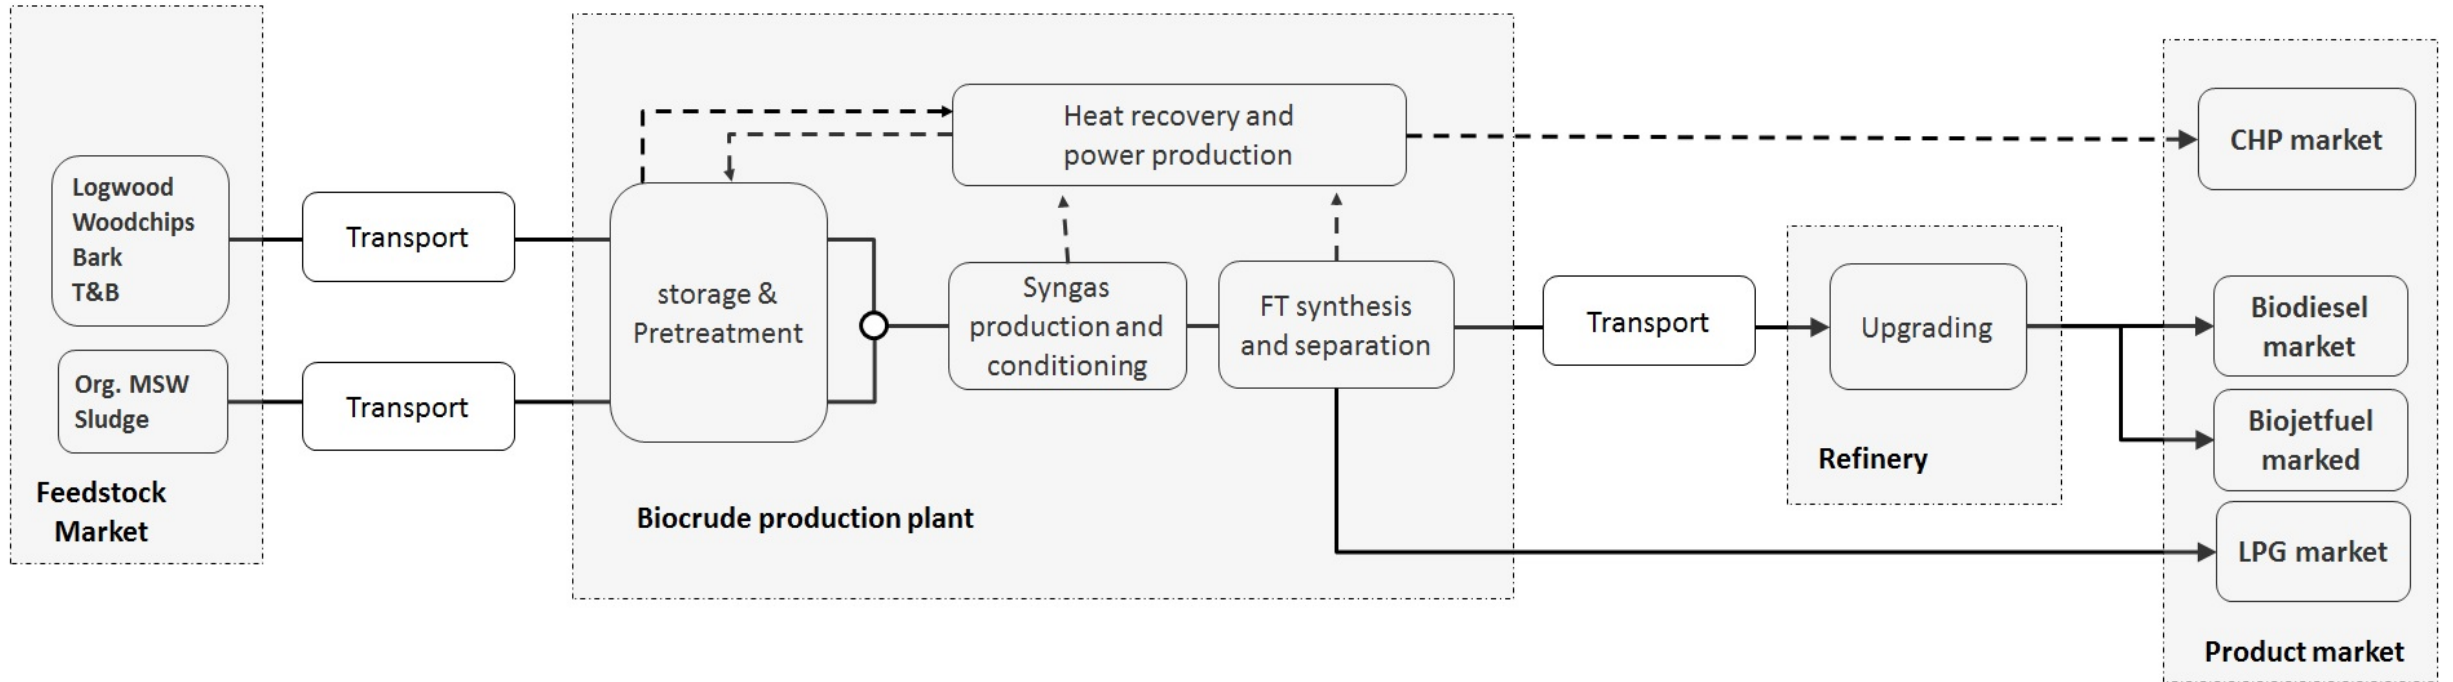 Logwood
Woodchips
Bark
T&B
Org. MSW
Sludge
Feedstock
Market
Transport
Transport
storage &
Pretreatment
Heat recovery and
power production
Syngas
production and
conditioning
FT synthesis
and separation
Biocrude production plant
Transport
Upgrading
Refinery
CHP market
Biodiesel
market
Biojetfuel
marked
LPG market
Product market